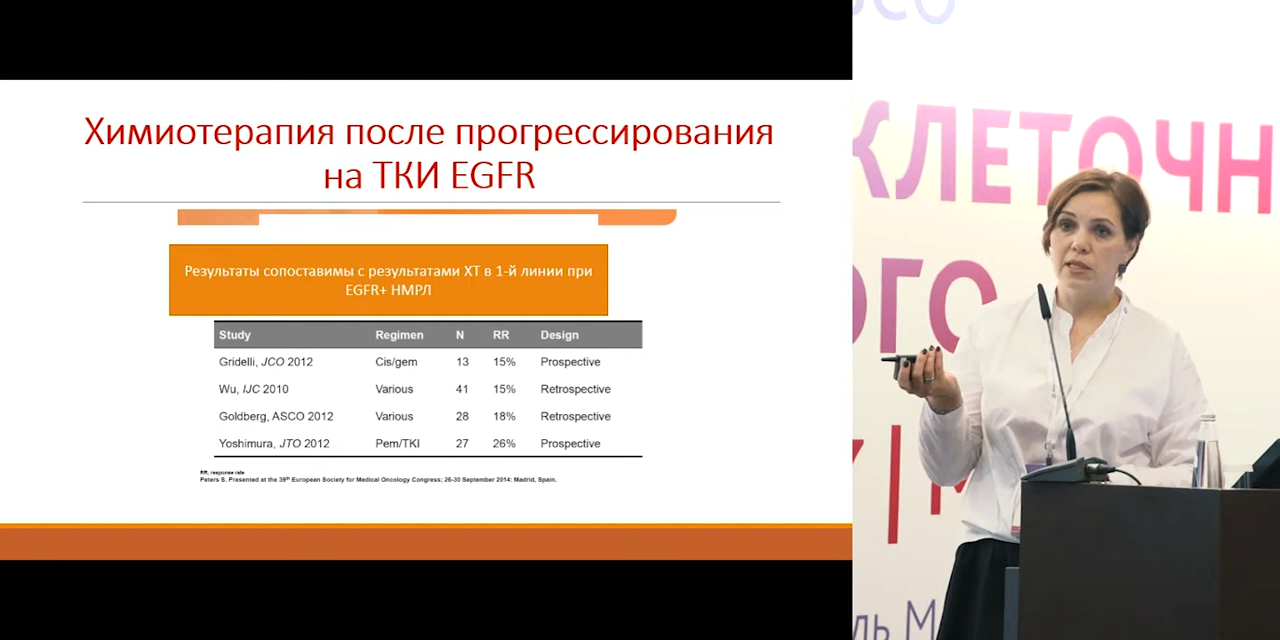 Химиотерапия после прогрессирования
на ТКИ EGFR
Результаты сопоставимы с результатами ХТ в 1-й линии при
EGFR+ НМРЛ
Study Regimen N RR Design
Gridelli, JCO 2012 Cis/gem 13 15% Prospective
Wu, IJC 2010 Various 41 15% Retrospective
Goldberg, ASCO 2012 Various 28 18% Retrospective
Yoshimura, JTO 2012 Pem/TKI 27 26% Prospective
RR, response rate
Peters S. Presented at the 39th European Society for Medical Oncology Congress; 26-30 September 2014: Madrid, Spain.
SCO
КЛЕТОЧН
ОГО
ль М